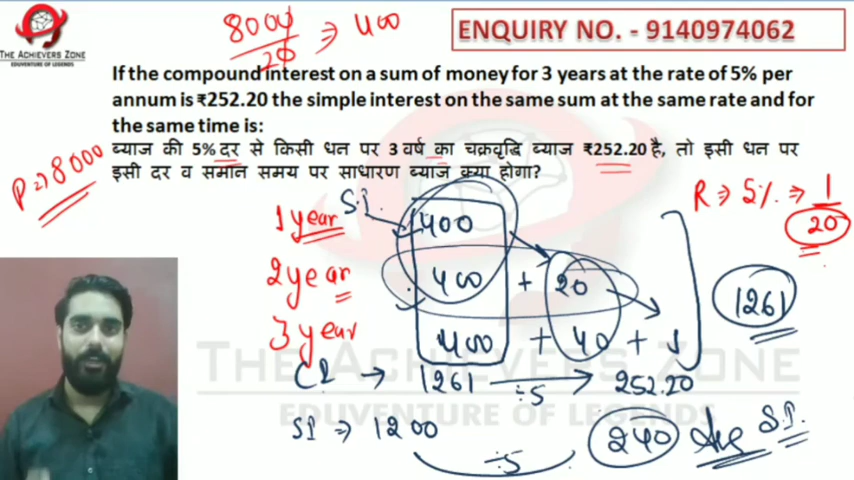 THE ACHIEVERS ZONE
EDUVENTURE OF LEGENDS
8000/20 ⇒ 400
ENQUIRY NO. - 9140974062
If the compound interest on a sum of money for 3 years at the rate of 5% per
annum is ₹252.20 the simple interest on the same sum at the same rate and for
the same time is:
ब्याज की 5% दर से किसी धन पर 3 वर्ष का चक्रवृद्धि ब्याज ₹252.20 है, तो इसी धन पर
इसी दर व समान समय पर साधारण ब्याज क्या होगा?
P ⇒ 8000
R ⇒ 5% ⇒ 1/20
S.I.
1 year 400
2 year 400 + 20
3 year 400 + 40 + 1
1261
CI → 1261 ÷5 → 252.20
SI ⇒ 1200 ÷5 240 Ans S.I.
THE ACHIEVERS ZONE
EDUVENTURE OF LEGENDS